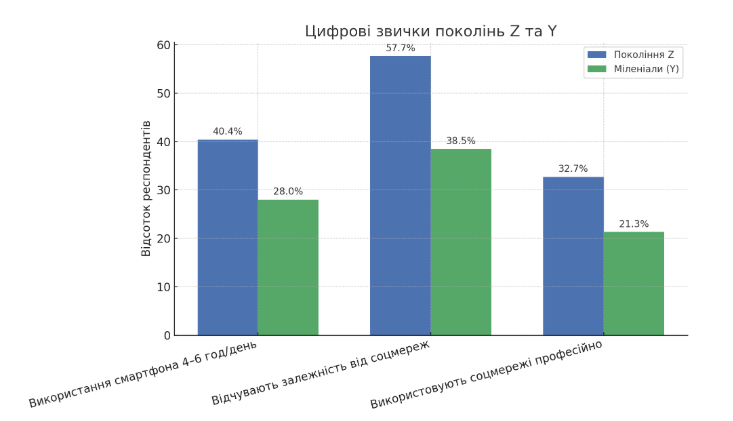 Цифрові звички поколінь Z та Y
Покоління Z
Міленіали (Y)
Відсоток респондентів
60
50
40
30
20
10
0
40.4%
28.0%
57.7%
38.5%
32.7%
21.3%
Використання смартфона 4–6 год/день
Відчувають залежність від соцмереж
Використовують соцмережі професійно